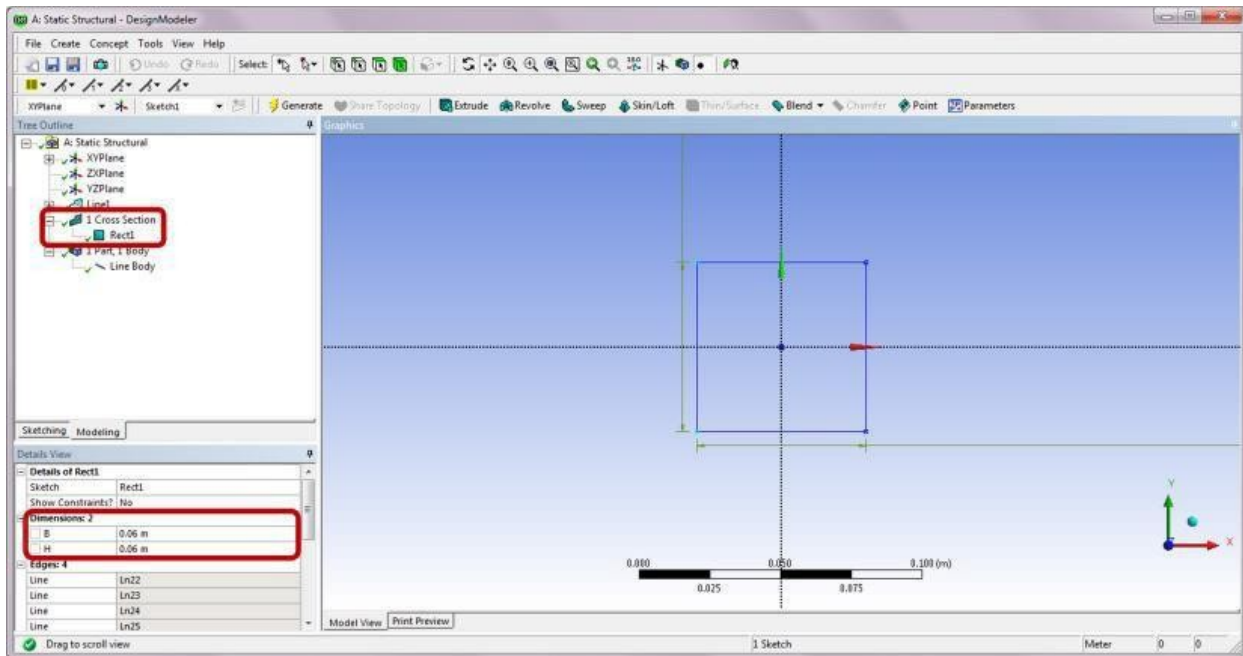 A: Static Structural - DesignModeler
File Create Concept Tools View Help
Undo Redo Select:
XYPlane Sketch1 Generate Share Topology Extrude Revolve Sweep Skin/Loft Thin/Surface Blend Chamfer Point Parameters
Tree Outline
Graphics
A: Static Structural
XYPlane
ZXPlane
YZPlane
Line1
1 Cross Section
Rect1
1 Part, 1 Body
Line Body
Sketching Modeling
Details View
Details of Rect1
Sketch Rect1
Show Constraints? No
Dimensions: 2
B 0.06 m
H 0.06 m
Edges: 4
Line Ln22
Line Ln23
Line Ln24
Line Ln25
Y
X
0.000 0.050 0.100 (m)
0.025 0.075
Model View Print Preview
Drag to scroll view 1 Sketch Meter 0 0